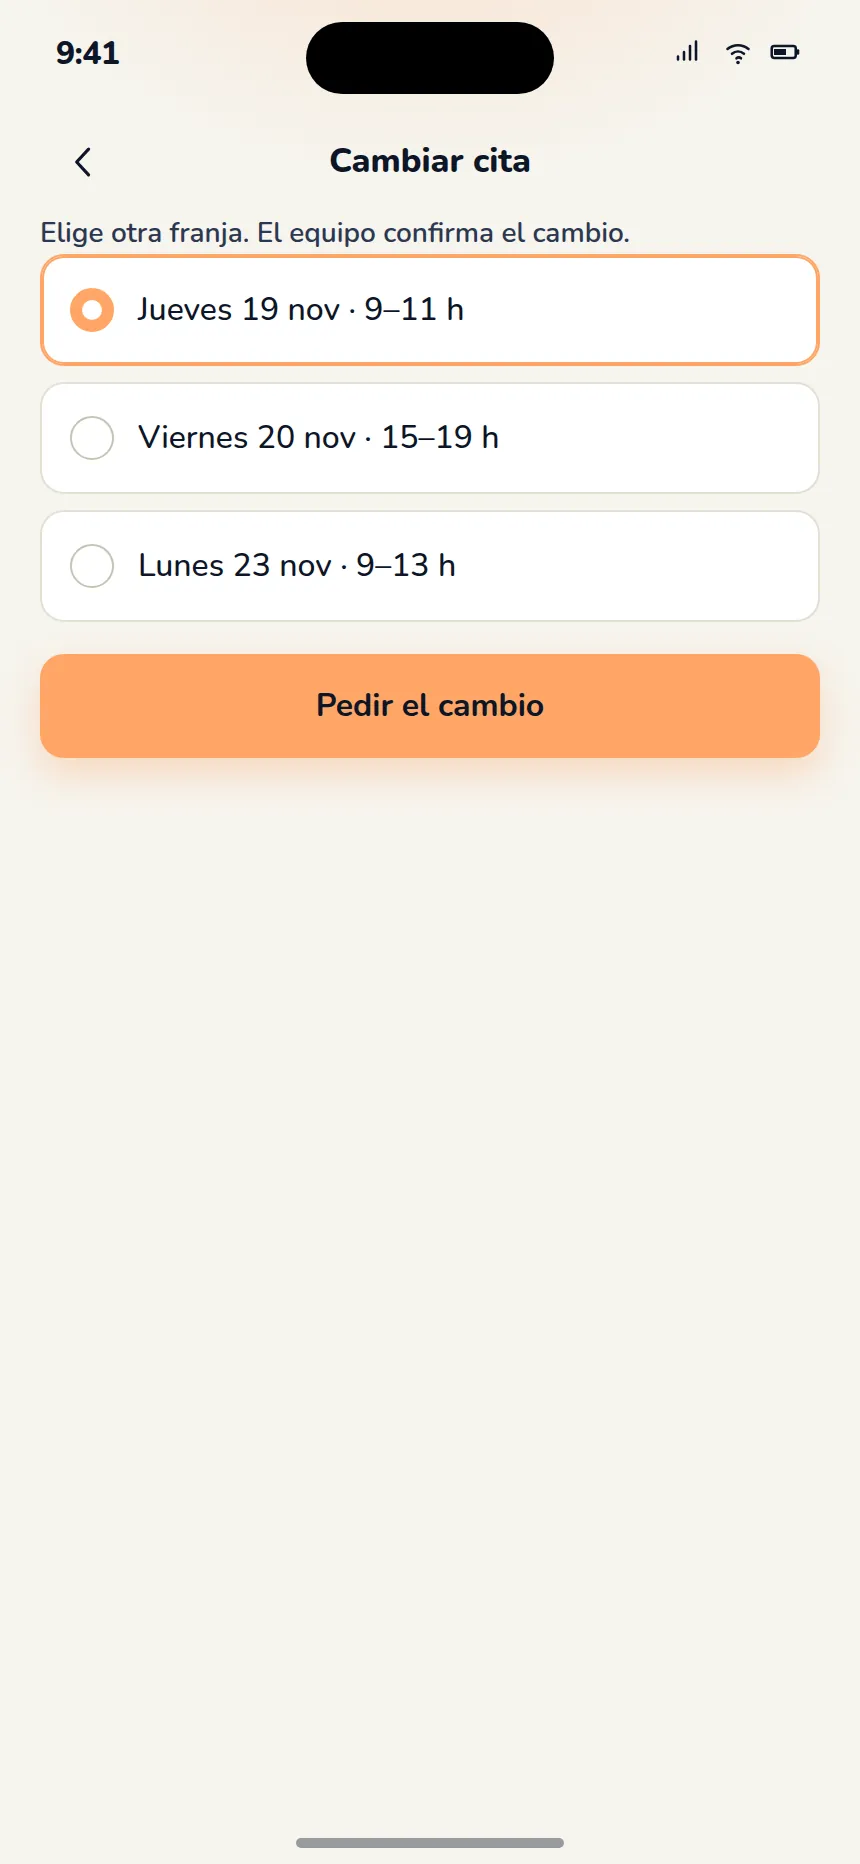 9:41
Cambiar cita
Elige otra franja. El equipo confirma el cambio.
Jueves 19 nov · 9–11 h
Viernes 20 nov · 15–19 h
Lunes 23 nov · 9–13 h
Pedir el cambio